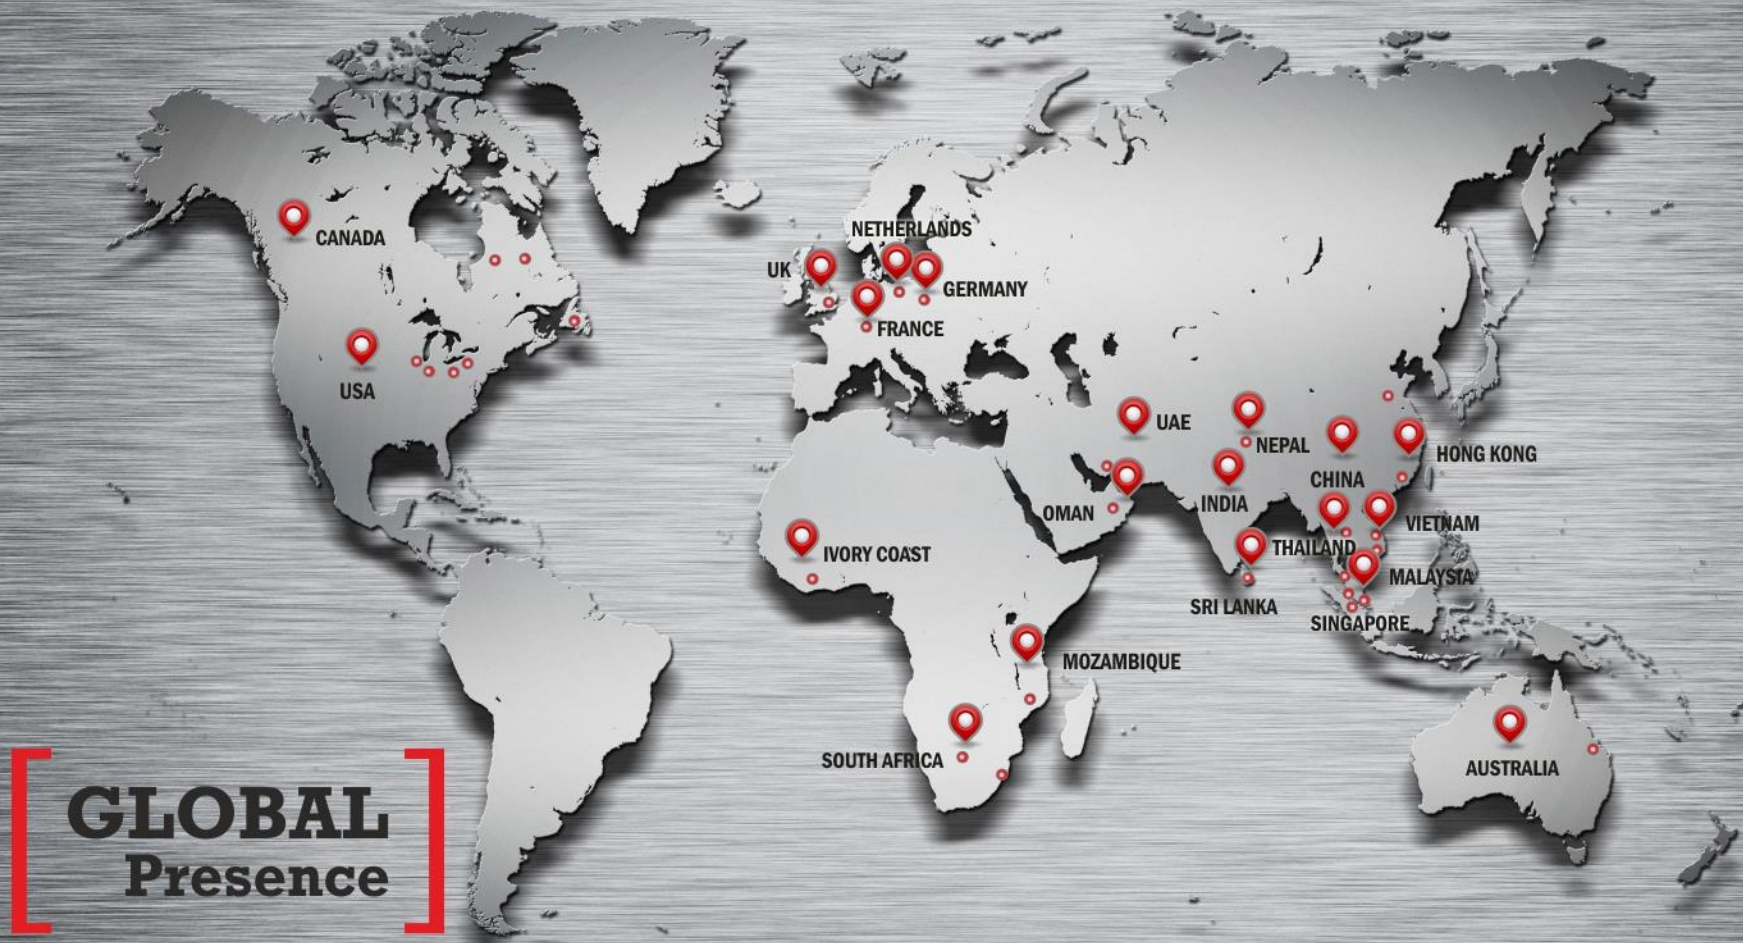 NETHERLANDS
CANADA
UK
GERMANY
FRANCE
USA
UAE
NEPAL
HONG KONG
CHINA
INDIA
OMAN
VIETNAM
THAILAND
IVORY COAST
MALAYSIA
SRI LANKA
SINGAPORE
MOZAMBIQUE
SOUTH AFRICA
AUSTRALIA
GLOBAL
Presence